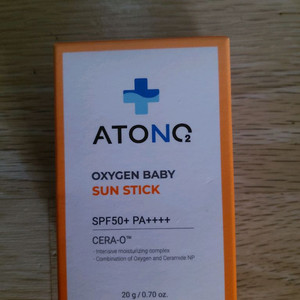 ATONO2
OXYGEN BABY
SUN STICK
SPF50+ PA++++
CERA-O™
· Intensive moisturizing complex
· Combination of Oxygen and Ceramide NP
20 g / 0.70 oz.